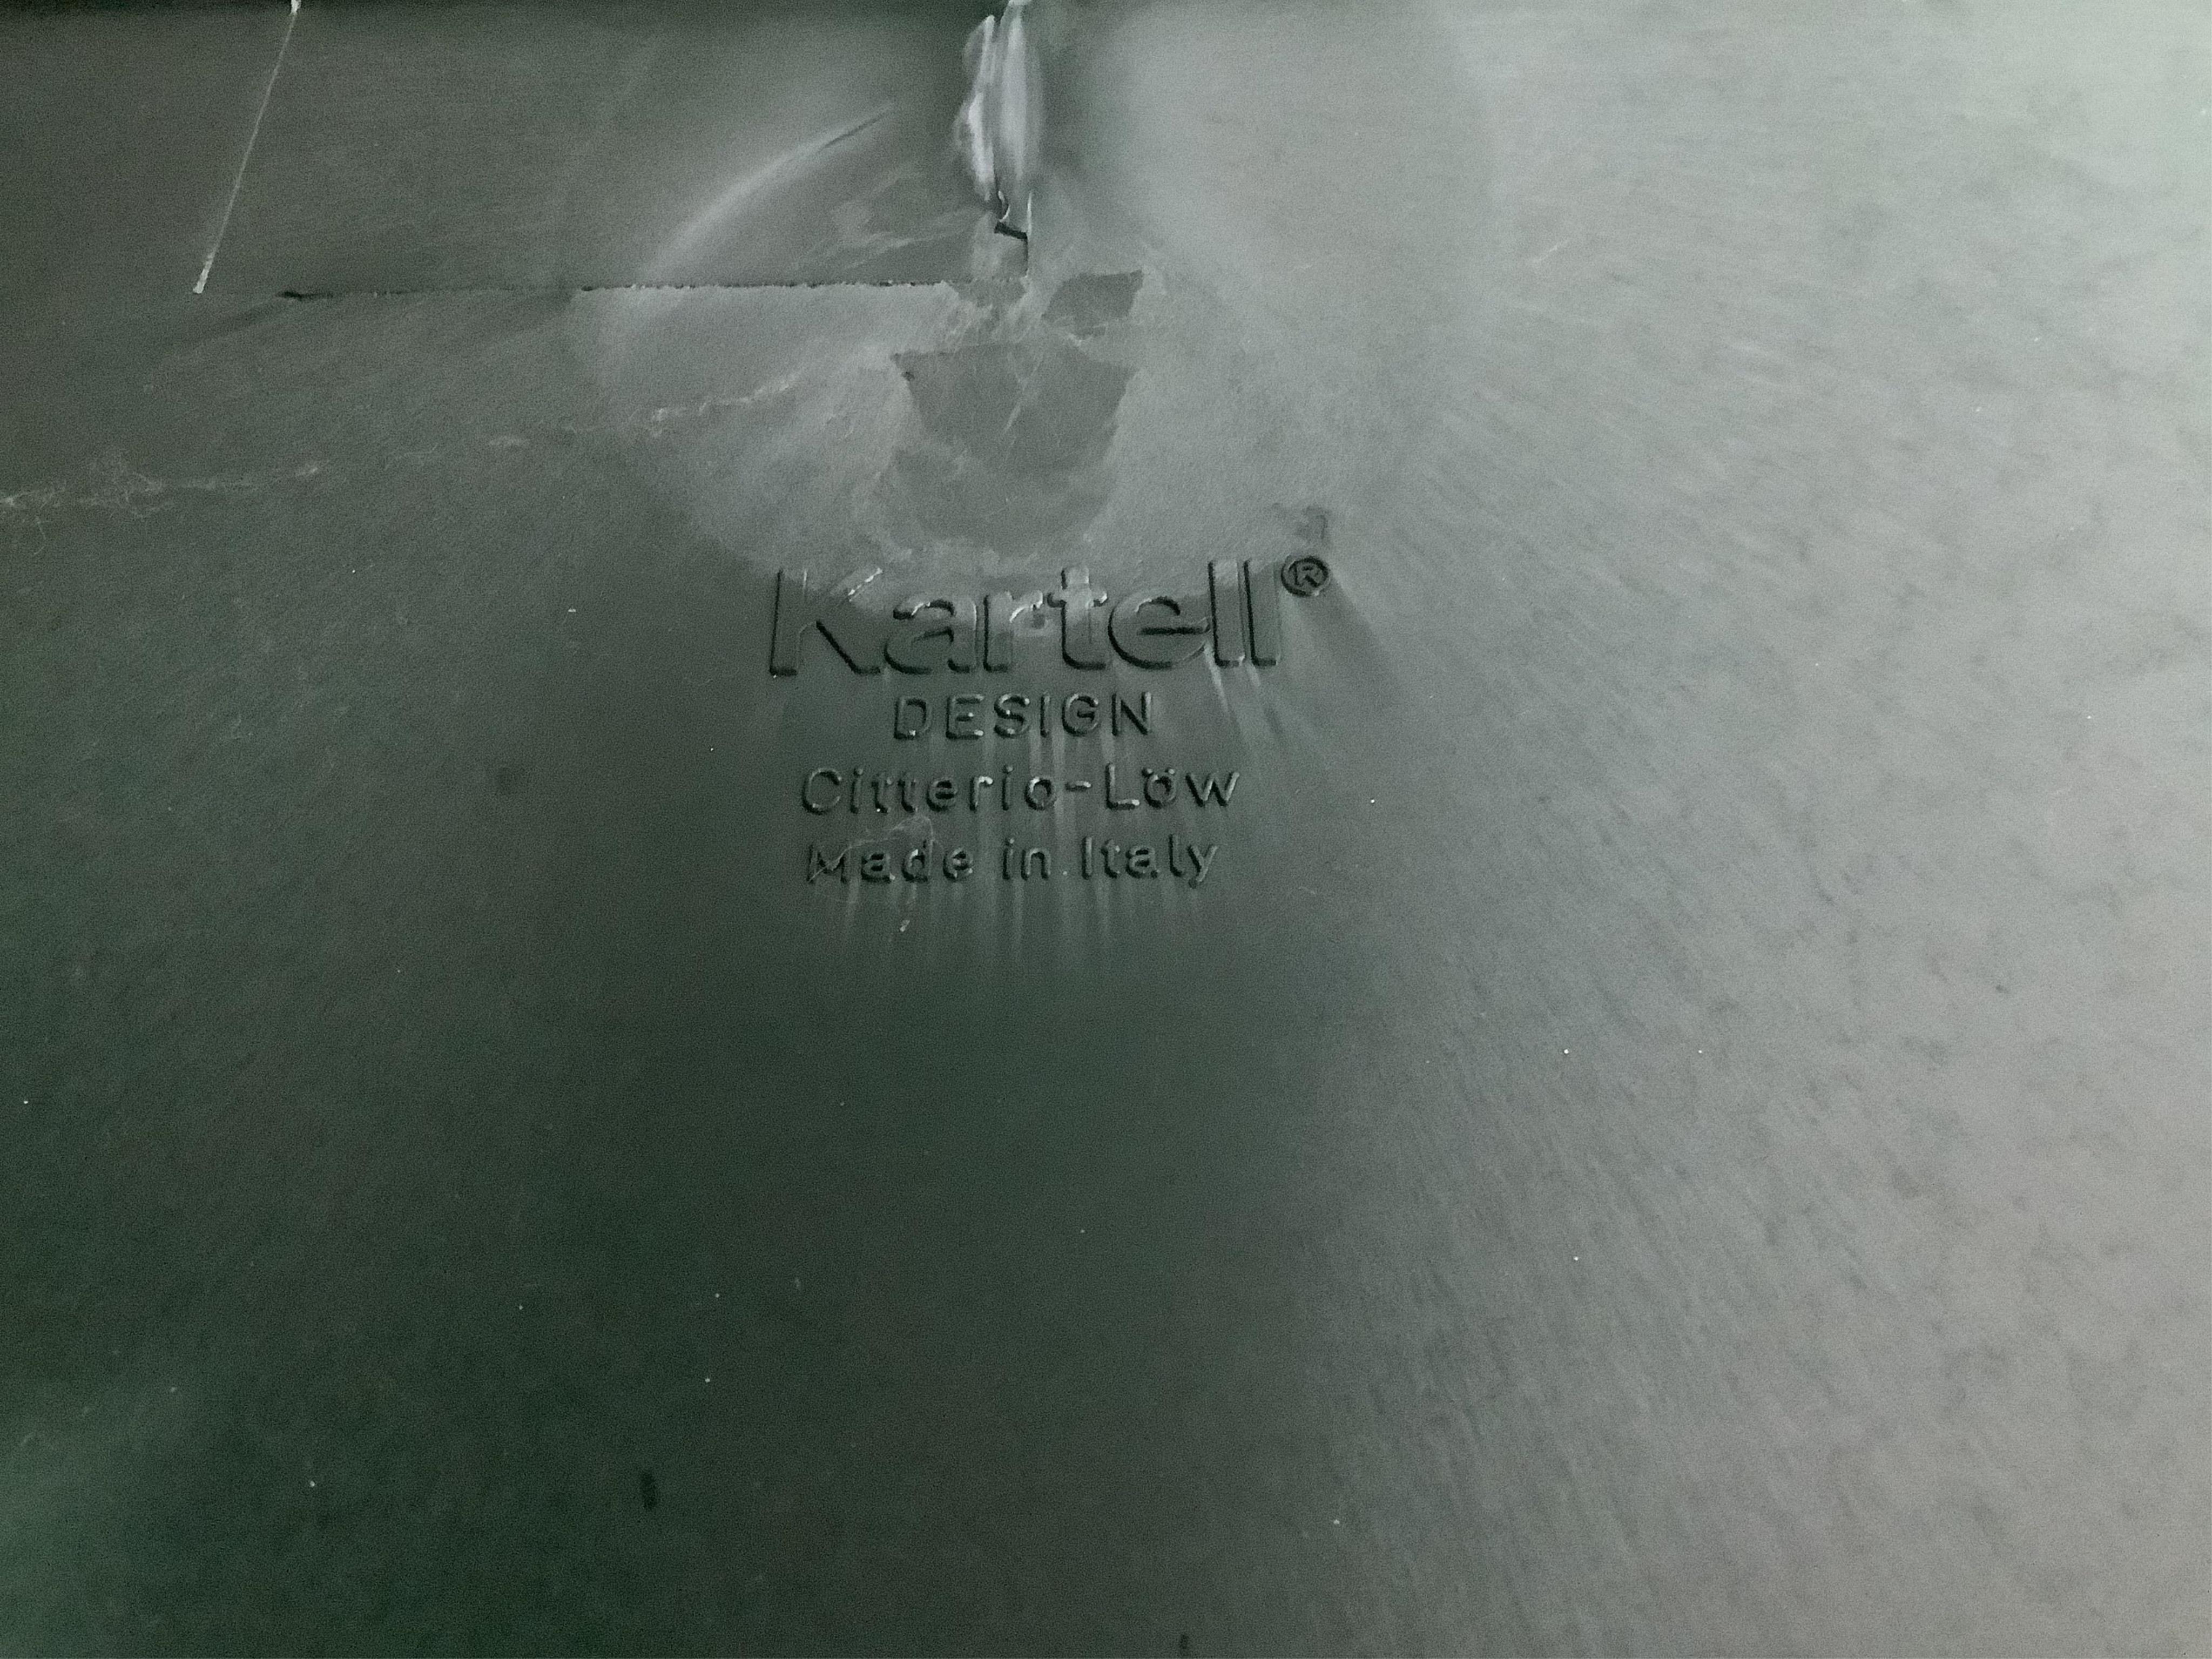 Kartell®
DESIGN
Citterio-Löw
Made in Italy